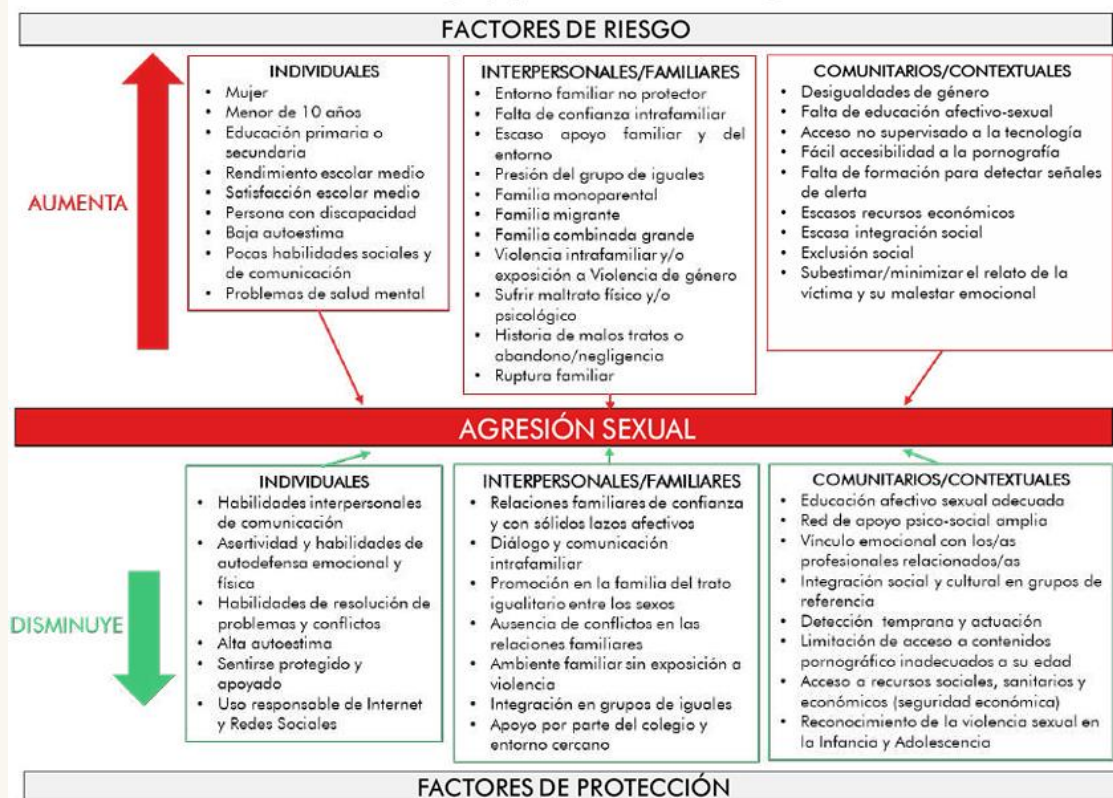 FACTORES DE RIESGO
AUMENTA
INDIVIDUALES
• Mujer
• Menor de 10 años
• Educación primaria o
secundaria
• Rendimiento escolar medio
• Satisfacción escolar medio
• Persona con discapacidad
• Baja autoestima
• Pocas habilidades sociales y
de comunicación
• Problemas de salud mental
INTERPERSONALES/FAMILIARES
• Entorno familiar no protector
• Falta de confianza intrafamiliar
• Escaso apoyo familiar y del
entorno
• Presión del grupo de iguales
• Familia monoparental
• Familia migrante
• Familia combinada grande
• Violencia intrafamiliar y/o
exposición a Violencia de género
• Sufrir maltrato físico y/o
psicológico
• Historia de malos tratos o
abandono/negligencia
• Ruptura familiar
COMUNITARIOS/CONTEXTUALES
• Desigualdades de género
• Falta de educación afectivo-sexual
• Acceso no supervisado a la tecnología
• Fácil accesibilidad a la pornografía
• Falta de formación para detectar señales
de alerta
• Escasos recursos económicos
• Escasa integración social
• Exclusión social
• Subestimar/minimizar el relato de la
víctima y su malestar emocional
AGRESIÓN SEXUAL
DISMINUYE
INDIVIDUALES
• Habilidades interpersonales
de comunicación
• Asertividad y habilidades de
autodefensa emocional y
física
• Habilidades de resolución de
problemas y conflictos
• Alta autoestima
• Sentirse protegido y
apoyado
• Uso responsable de Internet
y Redes Sociales
INTERPERSONALES/FAMILIARES
• Relaciones familiares de confianza
y con sólidos lazos afectivos
• Diálogo y comunicación
intrafamiliar
• Promoción en la familia del trato
igualitario entre los sexos
• Ausencia de conflictos en las
relaciones familiares
• Ambiente familiar sin exposición a
violencia
• Integración en grupos de iguales
• Apoyo por parte del colegio y
entorno cercano
COMUNITARIOS/CONTEXTUALES
• Educación afectivo sexual adecuada
• Red de apoyo psico-social amplia
• Vínculo emocional con los/as
profesionales relacionados/as
• Integración social y cultural en grupos de
referencia
• Detección temprana y actuación
• Limitación de acceso a contenidos
pornográfico inadecuados a su edad
• Acceso a recursos sociales, sanitarios y
económicos (seguridad económica)
• Reconocimiento de la violencia sexual en
la Infancia y Adolescencia
FACTORES DE PROTECCIÓN